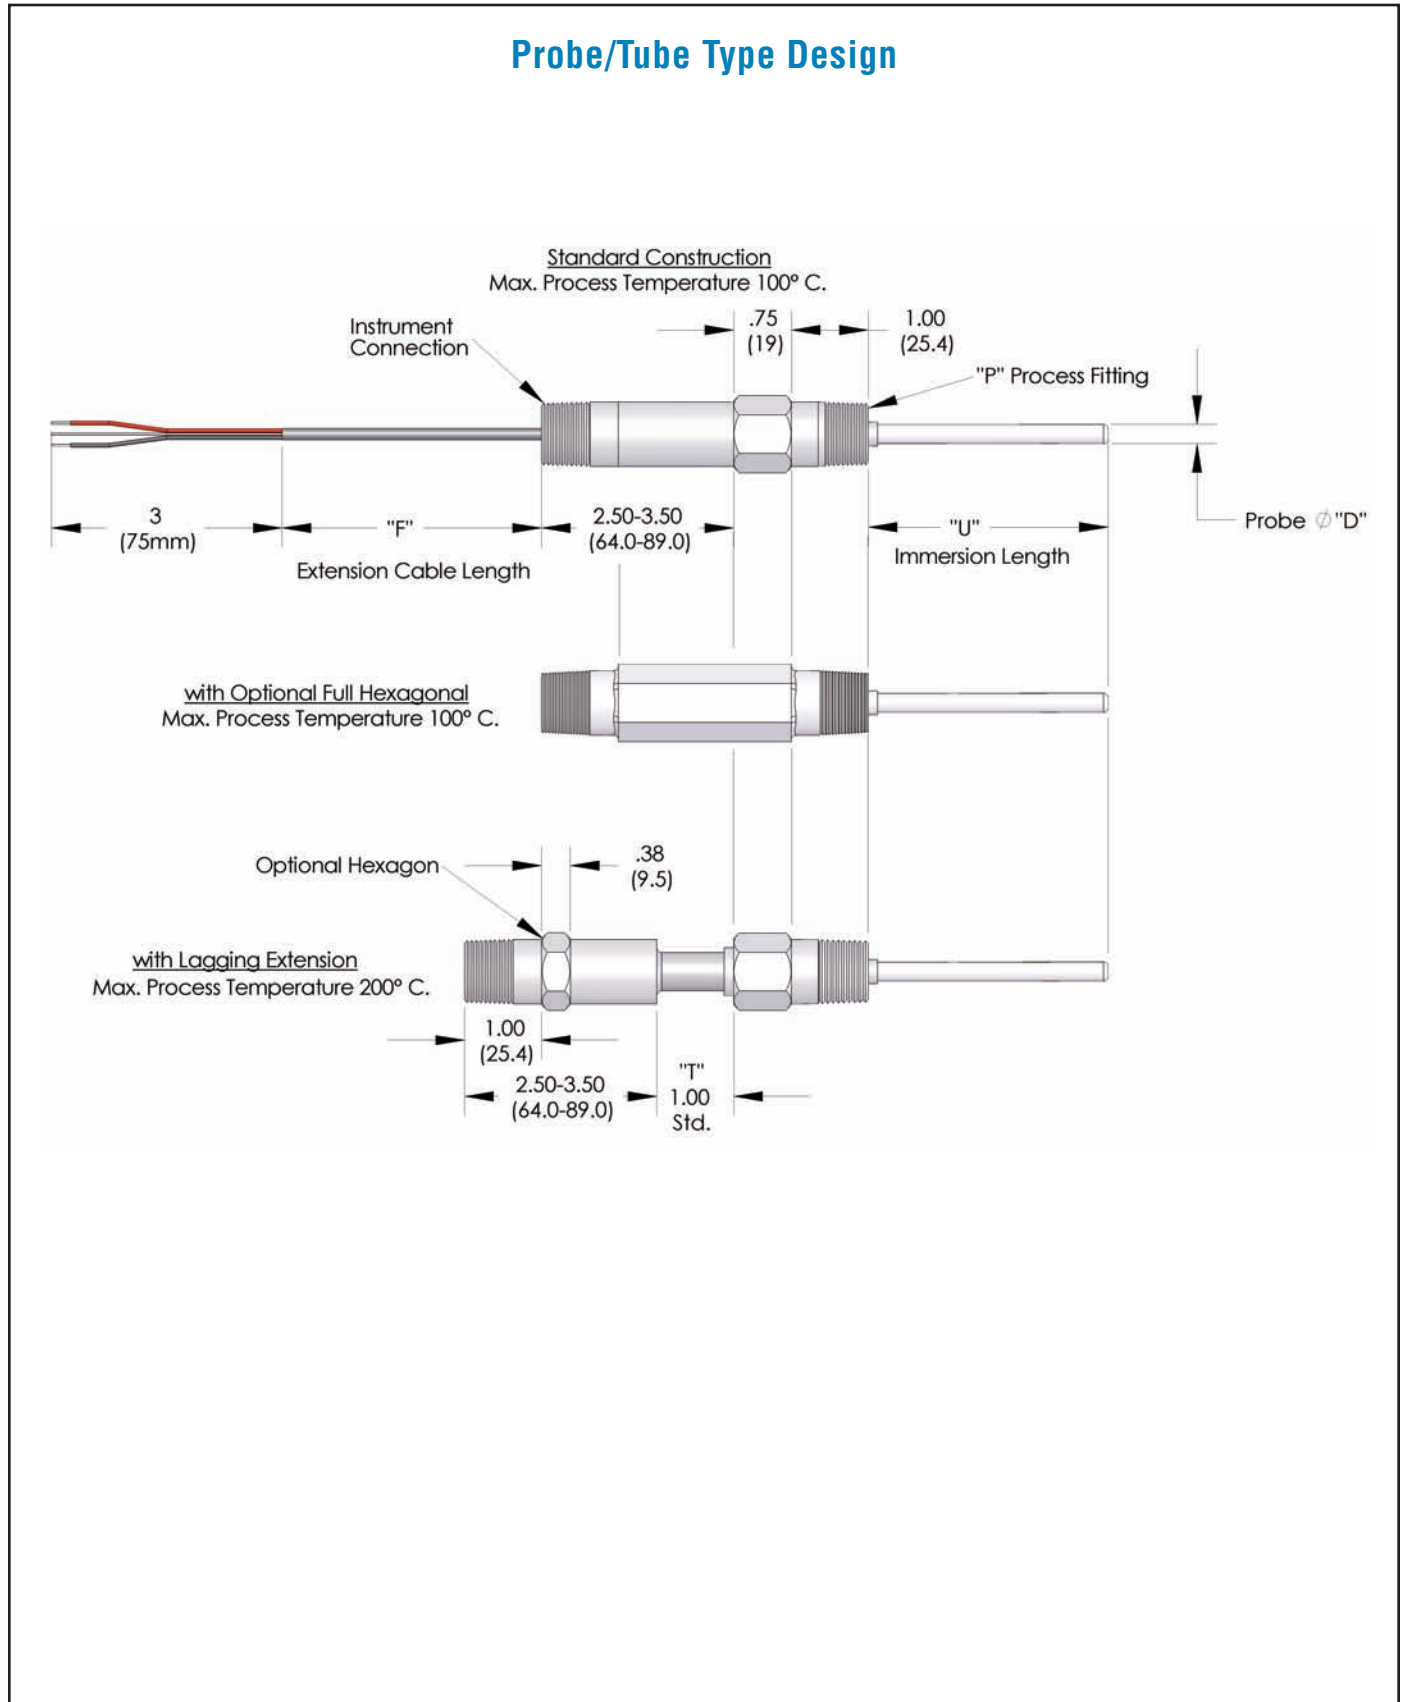 Probe/Tube Type Design
Standard Construction
Max. Process Temperature 100° C.
Instrument
Connection
.75
(19)
1.00
(25.4)
"P" Process Fitting
3
(75mm)
"F"
Extension Cable Length
2.50-3.50
(64.0-89.0)
"U"
Immersion Length
Probe ∅ "D"
with Optional Full Hexagonal
Max. Process Temperature 100° C.
Optional Hexagon
.38
(9.5)
with Lagging Extension
Max. Process Temperature 200° C.
1.00
(25.4)
2.50-3.50
(64.0-89.0)
"T"
1.00
Std.